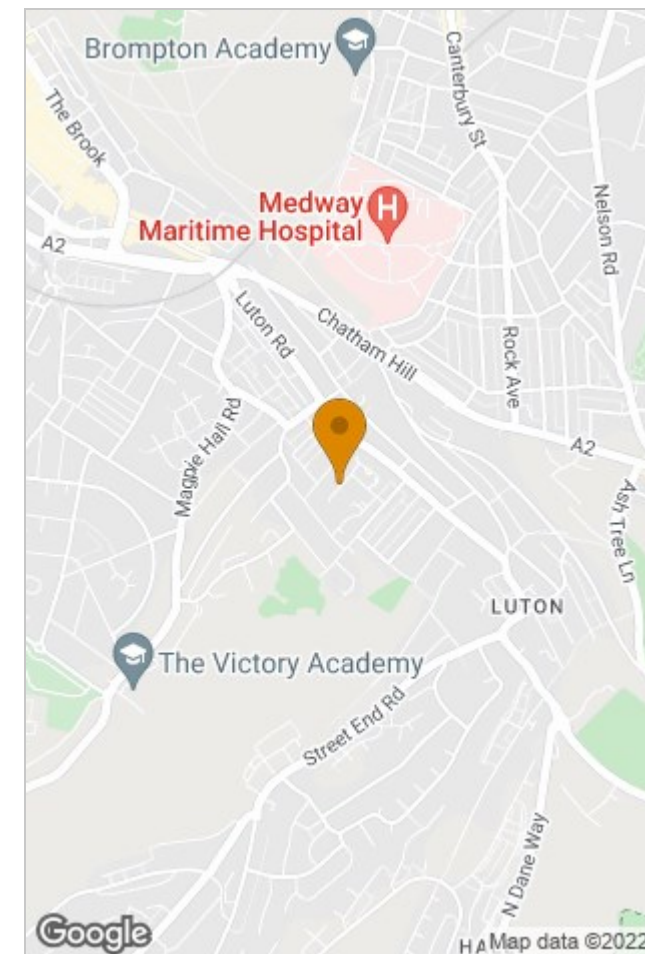 Brompton Academy
Canterbury St
The Brook
Nelson Rd
Medway
Maritime Hospital
H
A2
Luton Rd
Chatham Hill
Rock Ave
Magpie Hall Rd
A2
Ash Tree Ln
LUTON
The Victory Academy
Street End Rd
N Dane Way
Google
HA
Map data ©2022